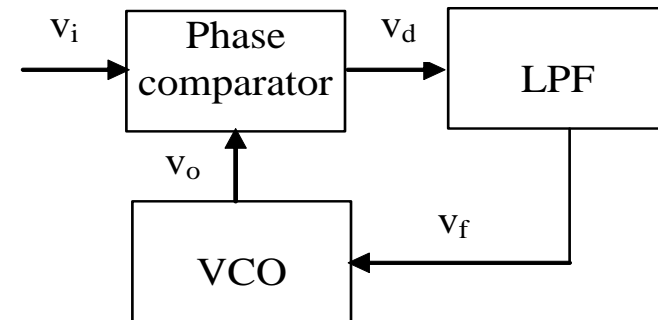 v_i
Phase
comparator
v_d
LPF
v_o
v_f
VCO